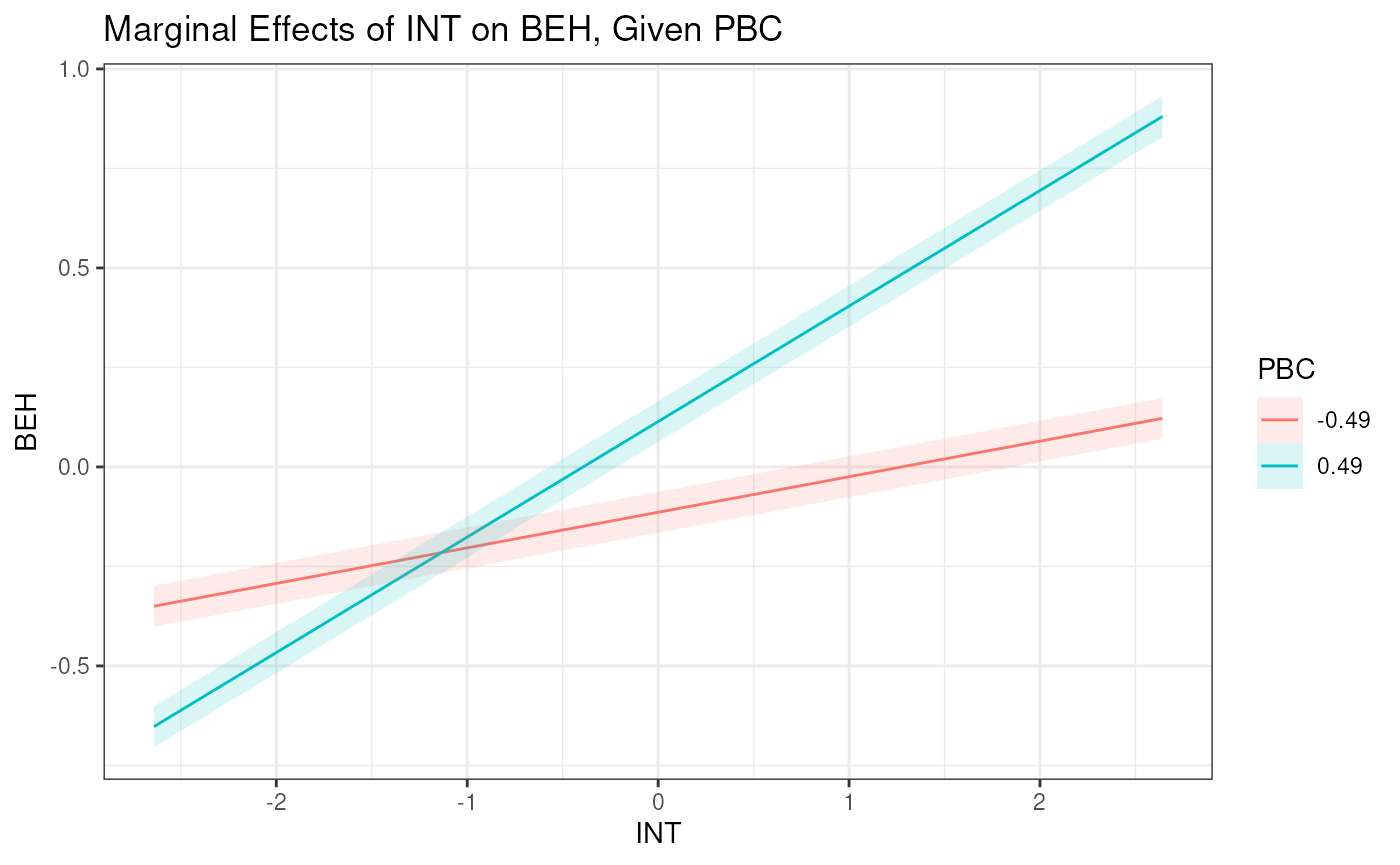 Marginal Effects of INT on BEH, Given PBC
1.0
0.5
0.0
-0.5
BEH
-2 -1 0 1 2
INT
PBC
-0.49
0.49